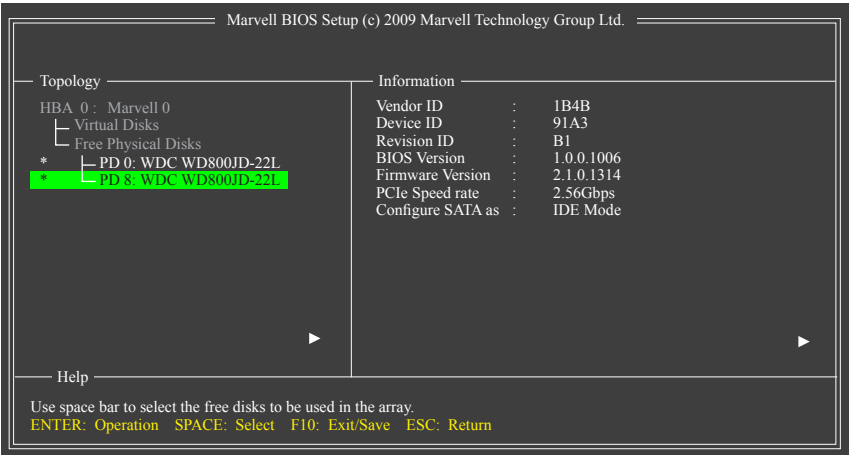 Marvell BIOS Setup (c) 2009 Marvell Technology Group Ltd.
Topology
HBA 0 : Marvell 0
Virtual Disks
Free Physical Disks
* PD 0: WDC WD800JD-22L
* PD 8: WDC WD800JD-22L
Information
Vendor ID : 1B4B
Device ID : 91A3
Revision ID : B1
BIOS Version : 1.0.0.1006
Firmware Version : 2.1.0.1314
PCIe Speed rate : 2.56Gbps
Configure SATA as : IDE Mode
Help
Use space bar to select the free disks to be used in the array.
ENTER: Operation SPACE: Select F10: Exit/Save ESC: Return